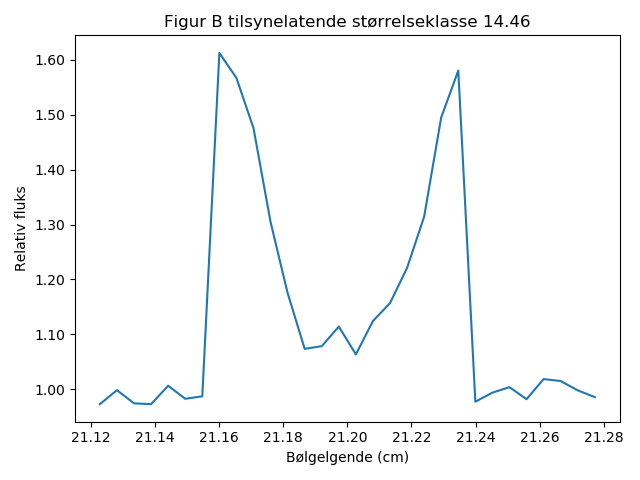 Figur B tilsynelatende størrelseklasse 14.46
Relativ fluks
1.60
1.50
1.40
1.30
1.20
1.10
1.00
21.12 21.14 21.16 21.18 21.20 21.22 21.24 21.26 21.28
Bølgelgende (cm)